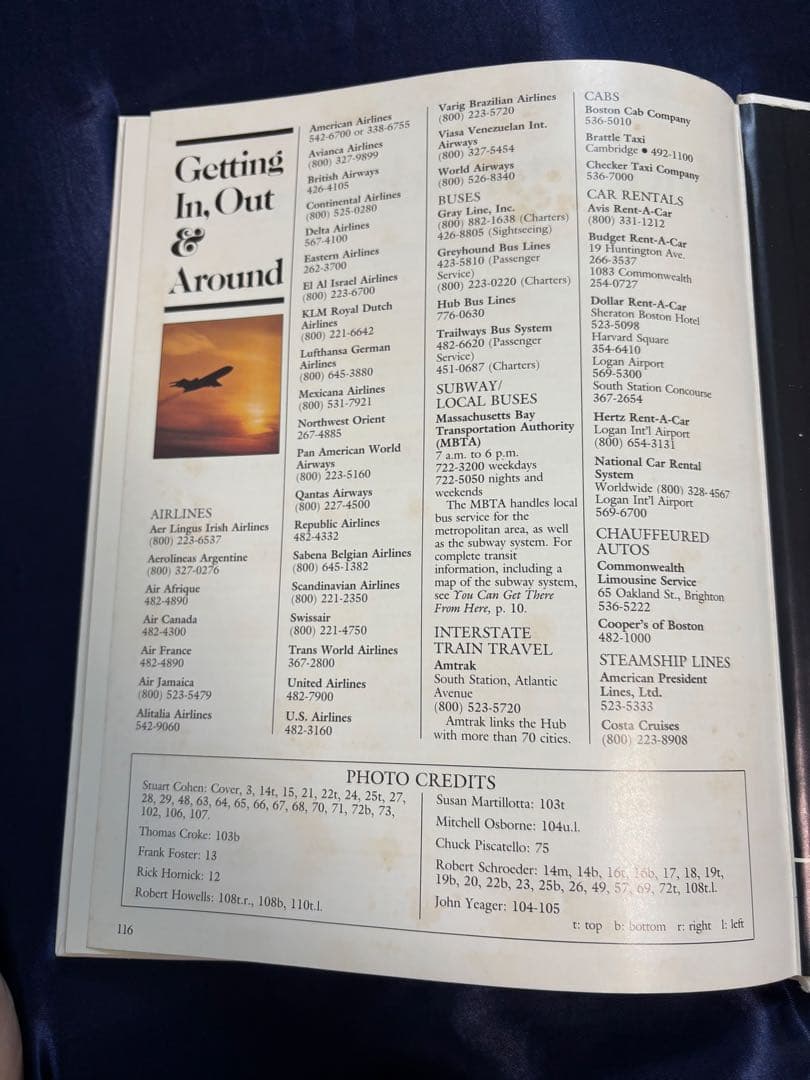 Getting
In, Out
&
Around
AIRLINES
Aer Lingus Irish Airlines
(800) 223-6537
Aerolineas Argentine
(800) 327-0276
Air Afrique
482-4890
Air Canada
482-4300
Air France
482-4890
Air Jamaica
(800) 523-5479
Alitalia Airlines
542-9060
American Airlines
542-6700 or 338-6755
Avianca Airlines
(800) 327-9899
British Airways
426-4105
Continental Airlines
(800) 525-0280
Delta Airlines
567-4100
Eastern Airlines
262-3700
El Al Israel Airlines
(800) 223-6700
KLM Royal Dutch
Airlines
(800) 221-6642
Lufthansa German
Airlines
(800) 645-3880
Mexicana Airlines
(800) 531-7921
Northwest Orient
267-4885
Pan American World
Airways
(800) 223-5160
Qantas Airways
(800) 227-4500
Republic Airlines
482-4332
Sabena Belgian Airlines
(800) 645-1382
Scandinavian Airlines
(800) 221-2350
Swissair
(800) 221-4750
Trans World Airlines
367-2800
United Airlines
482-7900
U.S. Airlines
482-3160
Varig Brazilian Airlines
(800) 223-5720
Viasa Venezuelan Int.
Airways
(800) 327-5454
World Airways
(800) 526-8340
BUSES
Gray Line, Inc.
(800) 882-1638 (Charters)
426-8805 (Sightseeing)
Greyhound Bus Lines
423-5810 (Passenger
Service)
(800) 223-0220 (Charters)
Hub Bus Lines
776-0630
Trailways Bus System
482-6620 (Passenger
Service)
451-0687 (Charters)
SUBWAY/
LOCAL BUSES
Massachusetts Bay
Transportation Authority
(MBTA)
7 a.m. to 6 p.m.
722-3200 weekdays
722-5050 nights and
weekends
The MBTA handles local
bus service for the
metropolitan area, as well
as the subway system. For
complete transit
information, including a
map of the subway system,
see You Can Get There
From Here, p. 10.
INTERSTATE
TRAIN TRAVEL
Amtrak
South Station, Atlantic
Avenue
(800) 523-5720
Amtrak links the Hub
with more than 70 cities.
CABS
Boston Cab Company
536-5010
Brattle Taxi
Cambridge • 492-1100
Checker Taxi Company
536-7000
CAR RENTALS
Avis Rent-A-Car
(800) 331-1212
Budget Rent-A-Car
19 Huntington Ave.
266-3537
1083 Commonwealth
254-0727
Dollar Rent-A-Car
Sheraton Boston Hotel
523-5098
Harvard Square
354-6410
Logan Airport
569-5300
South Station Concourse
367-2654
Hertz Rent-A-Car
Logan Int'l Airport
(800) 654-3131
National Car Rental
System
Worldwide (800) 328-4567
Logan Int'l Airport
569-6700
CHAUFFEURED
AUTOS
Commonwealth
Limousine Service
65 Oakland St., Brighton
536-5222
Cooper's of Boston
482-1000
STEAMSHIP LINES
American President
Lines, Ltd.
523-5333
Costa Cruises
(800) 223-8908
PHOTO CREDITS
Stuart Cohen: Cover, 3, 14t, 15, 21, 22t, 24, 25t, 27,
28, 29, 48, 63, 64, 65, 66, 67, 68, 70, 71, 72b, 73,
102, 106, 107.
Thomas Croke: 103b
Frank Foster: 13
Rick Hornick: 12
Robert Howells: 108t.r., 108b, 110t.l.
Susan Martillotta: 103t
Mitchell Osborne: 104u.l.
Chuck Piscatello: 75
Robert Schroeder: 14m, 14b, 16t, 16b, 17, 18, 19t,
19b, 20, 22b, 23, 25b, 26, 49, 57, 69, 72t, 108t.l.
John Yeager: 104-105
t: top b: bottom r: right l: left
116